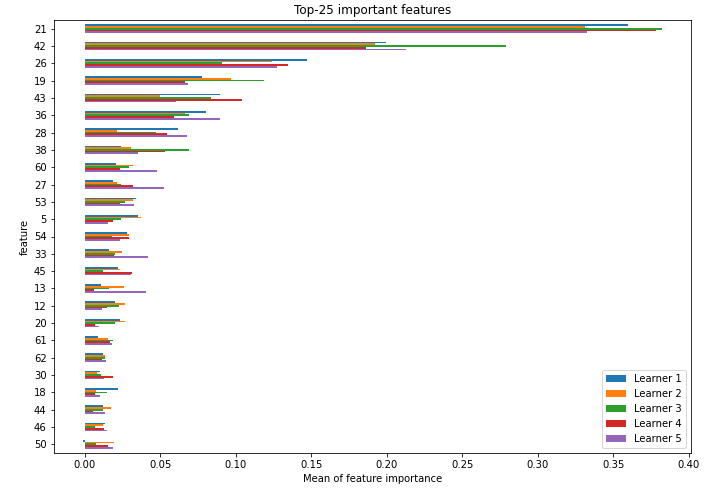 Top-25 important features
21
42
26
19
43
36
28
38
60
27
53
5
54
33
45
13
12
20
61
62
30
18
44
46
50
feature
0.00 0.05 0.10 0.15 0.20 0.25 0.30 0.35 0.40
Mean of feature importance
Learner 1
Learner 2
Learner 3
Learner 4
Learner 5